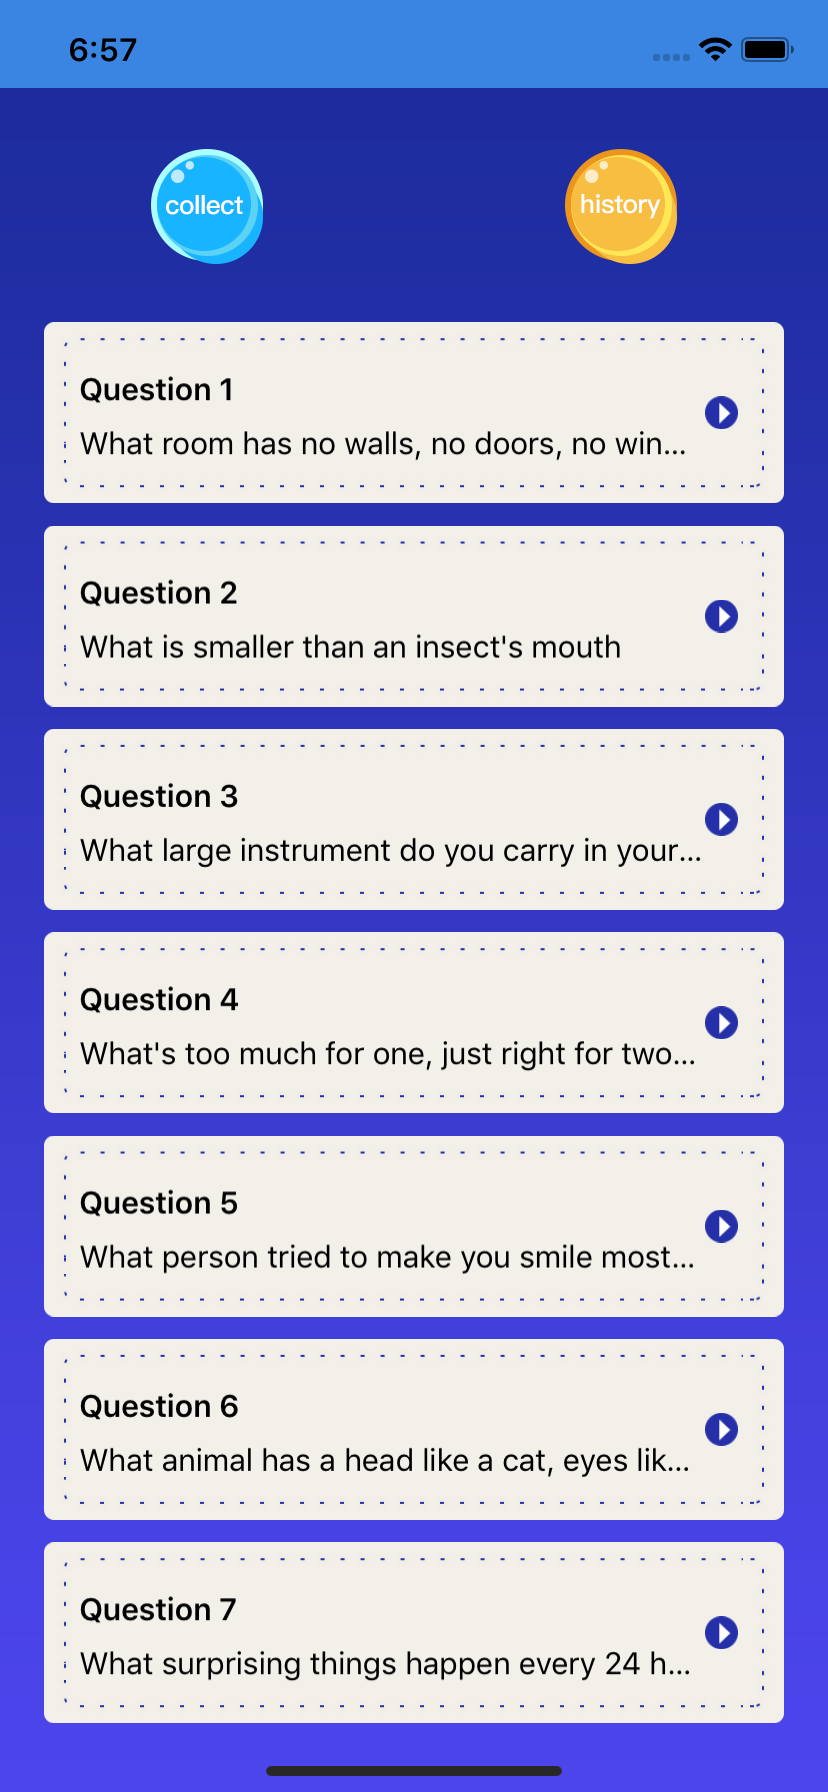 6:57
collect
history
Question 1
What room has no walls, no doors, no win...
Question 2
What is smaller than an insect's mouth
Question 3
What large instrument do you carry in your...
Question 4
What's too much for one, just right for two...
Question 5
What person tried to make you smile most...
Question 6
What animal has a head like a cat, eyes lik...
Question 7
What surprising things happen every 24 h...